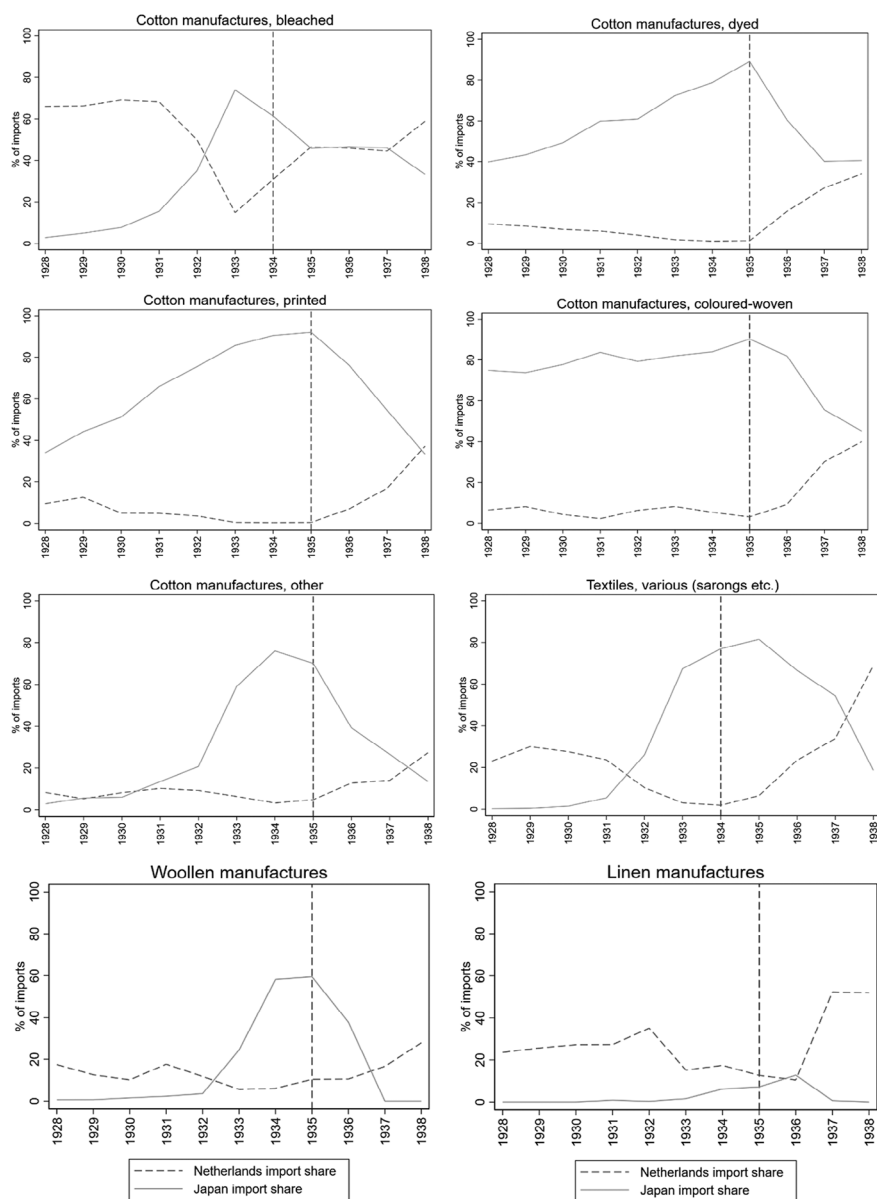 Cotton manufactures, bleached
% of imports
0 20 40 60 80 100
1928 1929 1930 1931 1932 1933 1934 1935 1936 1937 1938
Cotton manufactures, dyed
% of imports
0 20 40 60 80 100
1928 1929 1930 1931 1932 1933 1934 1935 1936 1937 1938
Cotton manufactures, printed
% of imports
0 20 40 60 80 100
1928 1929 1930 1931 1932 1933 1934 1935 1936 1937 1938
Cotton manufactures, coloured-woven
% of imports
0 20 40 60 80 100
1928 1929 1930 1931 1932 1933 1934 1935 1936 1937 1938
Cotton manufactures, other
% of imports
0 20 40 60 80 100
1928 1929 1930 1931 1932 1933 1934 1935 1936 1937 1938
Textiles, various (sarongs etc.)
% of imports
0 20 40 60 80 100
1928 1929 1930 1931 1932 1933 1934 1935 1936 1937 1938
Woollen manufactures
% of imports
0 20 40 60 80 100
1928 1929 1930 1931 1932 1933 1934 1935 1936 1937 1938
Linen manufactures
% of imports
0 20 40 60 80 100
1928 1929 1930 1931 1932 1933 1934 1935 1936 1937 1938
Netherlands import share
Japan import share
Netherlands import share
Japan import share